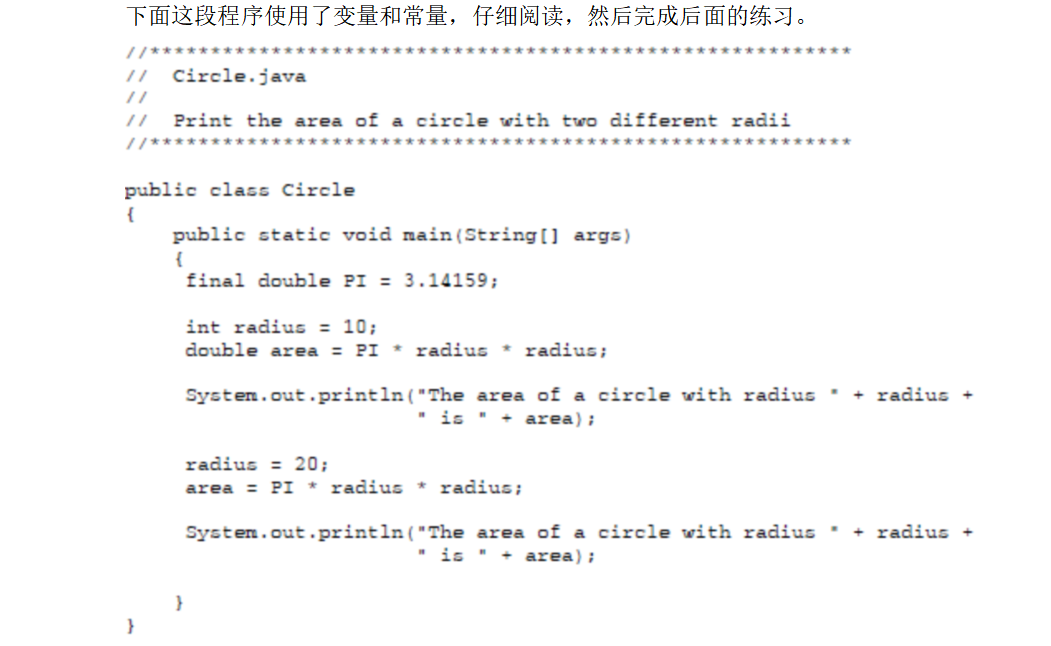 下面这段程序使用了变量和常量，仔细阅读，然后完成后面的练习。
//**********************************************************
//  Circle.java
//
//  Print the area of a circle with two different radii
//**********************************************************
public class Circle
{
    public static void main(String[] args)
    {
     final double PI = 3.14159;
     int radius = 10;
     double area = PI * radius * radius;
     System.out.println("The area of a circle with radius " + radius +
                        " is " + area);
     radius = 20;
     area = PI * radius * radius;
     System.out.println("The area of a circle with radius " + radius +
                        " is " + area);
    }
}